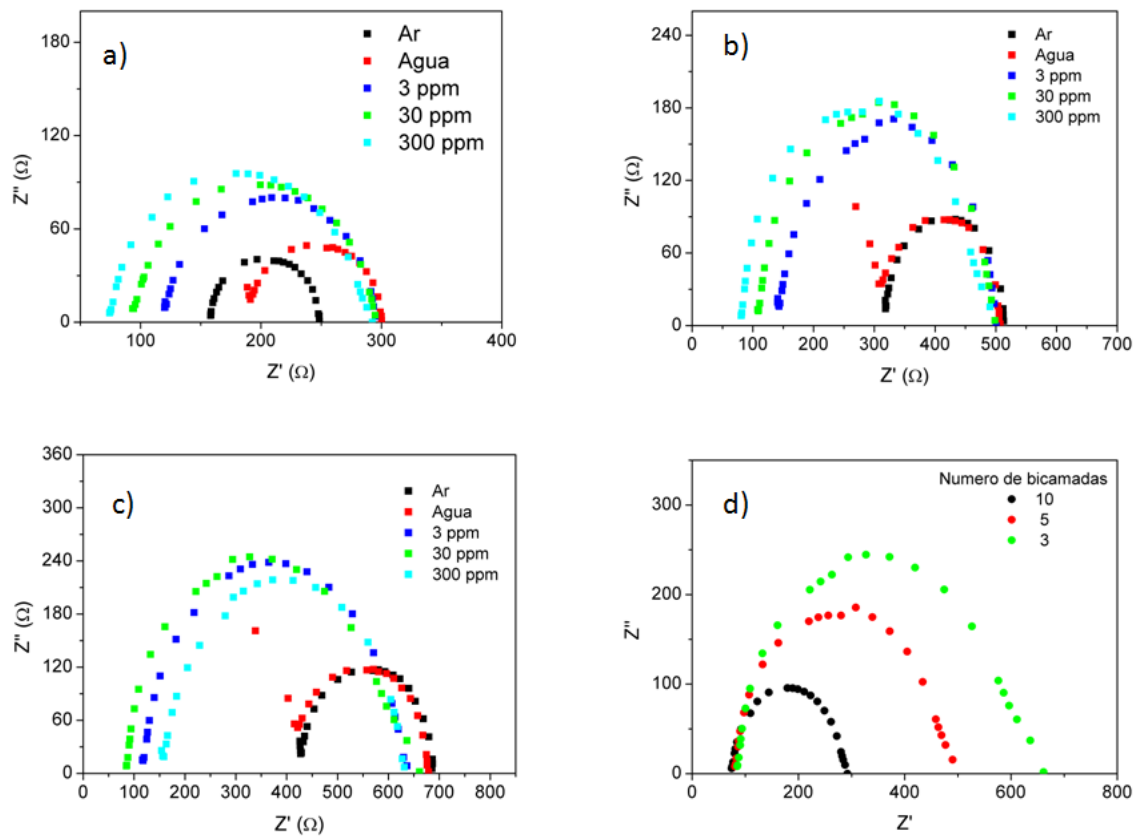 a)
Z'' (Ω)
180
120
60
0
Ar
Agua
3 ppm
30 ppm
300 ppm
100 200 300 400
Z' (Ω)
b)
Z'' (Ω)
240
180
120
60
0
Ar
Agua
3 ppm
30 ppm
300 ppm
0 100 200 300 400 500 600 700
Z' (Ω)
c)
Z'' (Ω)
360
300
240
180
120
60
0
Ar
Agua
3 ppm
30 ppm
300 ppm
0 100 200 300 400 500 600 700 800
Z' (Ω)
d)
Z''
300
200
100
0
Numero de bicamadas
10
5
3
0 200 400 600 800
Z'